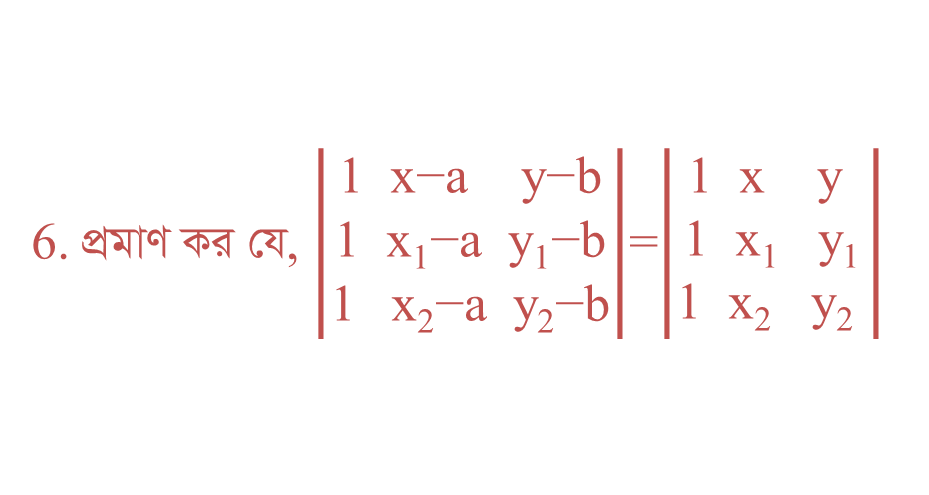 1 x−a y−b 1 x y
6. প্রমাণ কর যে, 1 x₁−a y₁−b = 1 x₁ y₁
1 x₂−a y₂−b 1 x₂ y₂